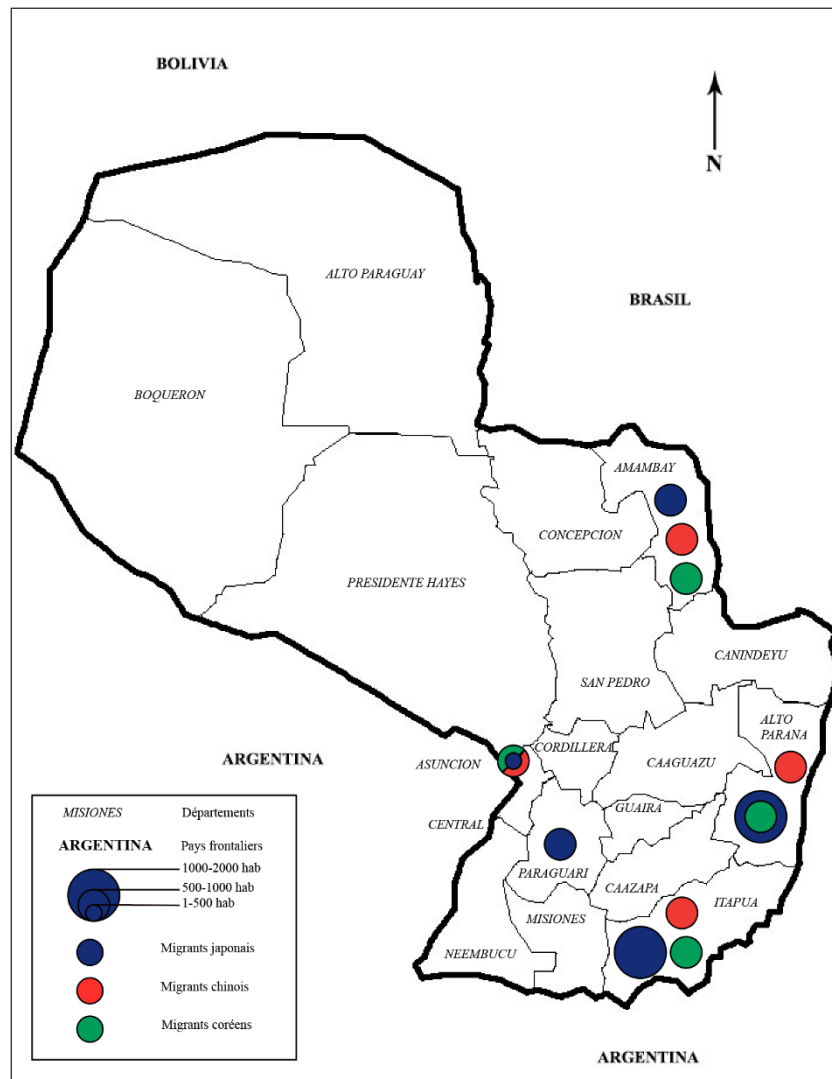 BOLIVIA
N
ALTO PARAGUAY
BRASIL
BOQUERON
AMAMBAY
CONCEPCION
PRESIDENTE HAYES
CANINDEYU
SAN PEDRO
ALTO
PARANA
ARGENTINA
ASUNCION
CORDILLERA
CAAGUAZU
CENTRAL
GUAIRA
PARAGUARI
CAAZAPA
ITAPUA
MISIONES
NEEMBUCU
MISIONES Départements
ARGENTINA Pays frontaliers
1000-2000 hab
500-1000 hab
1-500 hab
Migrants japonais
Migrants chinois
Migrants coréens
ARGENTINA